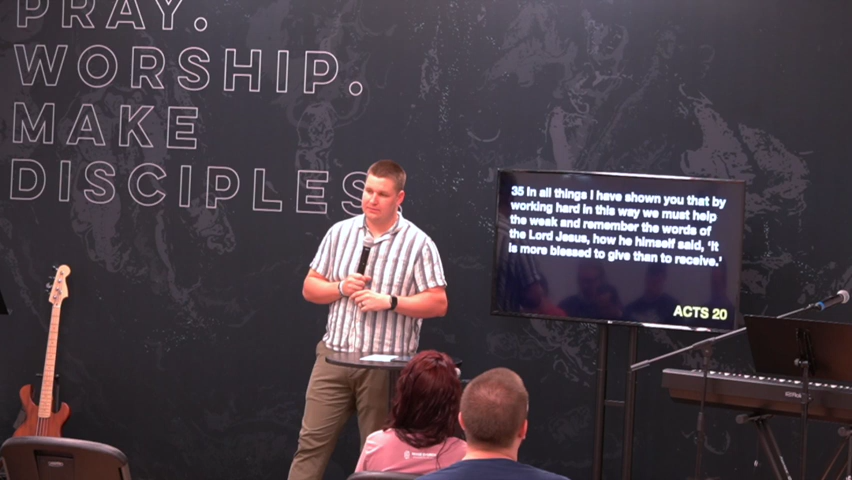 PRAY.
WORSHIP.
MAKE
DISCIPLES
35 In all things I have shown you that by
working hard in this way we must help
the weak and remember the words of
the Lord Jesus, how he himself said, 'It
is more blessed to give than to receive.'
ACTS 20